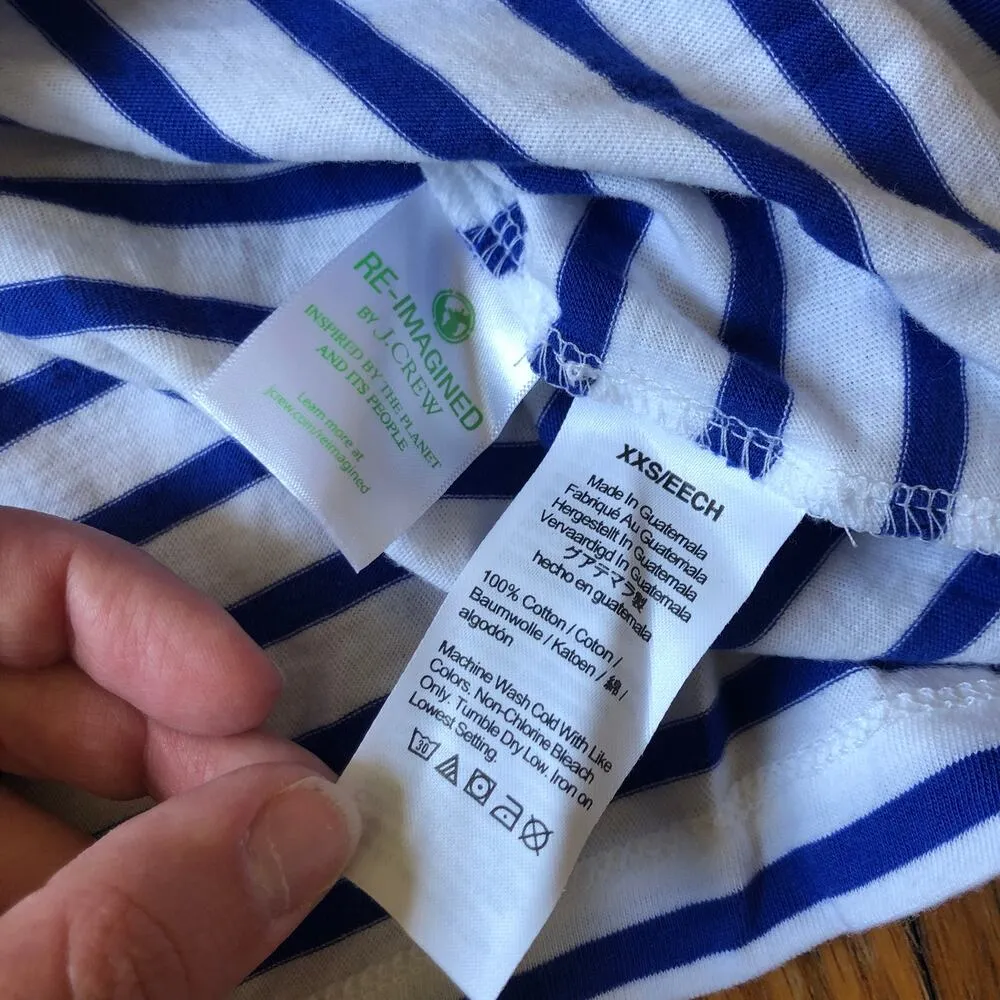 RE-IMAGINED
BY J.CREW
INSPIRED BY THE PLANET
AND ITS PEOPLE
Learn more at
jcrew.com/reimagined
XXS/EECH
Made In Guatemala
Fabriqué Au Guatemala
Hergestellt In Guatemala
Vervaardigd In Guatemala
グアテマラ製
hecho en guatemala
100% Cotton / Coton /
Baumwolle / Katoen / 綿 /
algodón
Machine Wash Cold With Like
Colors. Non-Chlorine Bleach
Only. Tumble Dry Low. Iron on
Lowest Setting.
30